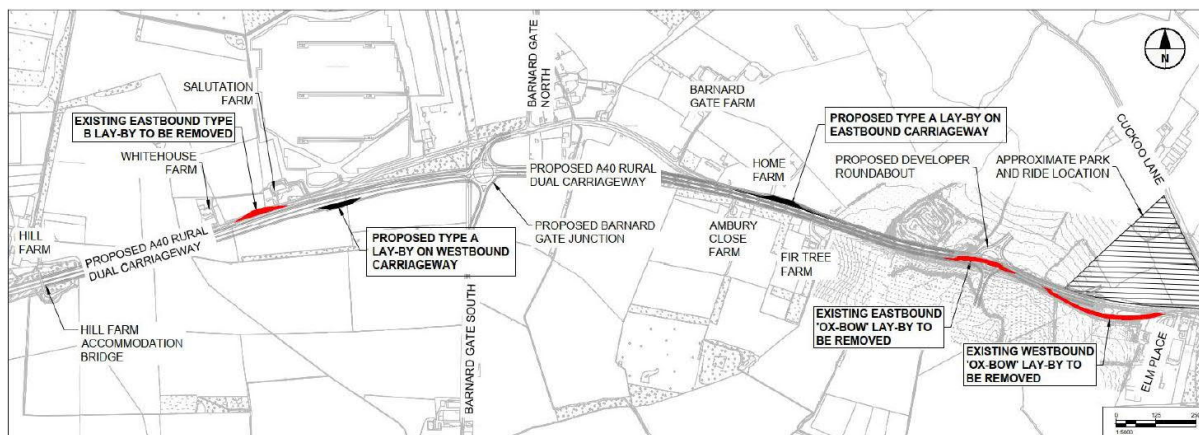 SALUTATION
FARM
EXISTING EASTBOUND TYPE
B LAY-BY TO BE REMOVED
WHITEHOUSE
FARM
HILL
FARM
PROPOSED A40 RURAL
DUAL CARRIAGEWAY
HILL FARM
ACCOMMODATION
BRIDGE
PROPOSED TYPE A
LAY-BY ON WESTBOUND
CARRIAGEWAY
BARNARD GATE
NORTH
BARNARD GATE SOUTH
PROPOSED A40 RURAL
DUAL CARRIAGEWAY
PROPOSED BARNARD
GATE JUNCTION
BARNARD
GATE FARM
PROPOSED TYPE A LAY-BY ON
EASTBOUND CARRIAGEWAY
HOME
FARM
PROPOSED DEVELOPER
ROUNDABOUT
APPROXIMATE PARK
AND RIDE LOCATION
CUCKOO LANE
N
AMBURY
CLOSE
FARM
FIR TREE
FARM
EXISTING EASTBOUND
'OX-BOW' LAY-BY TO
BE REMOVED
EXISTING WESTBOUND
'OX-BOW' LAY-BY TO
BE REMOVED
ELM PLACE
0 125 250